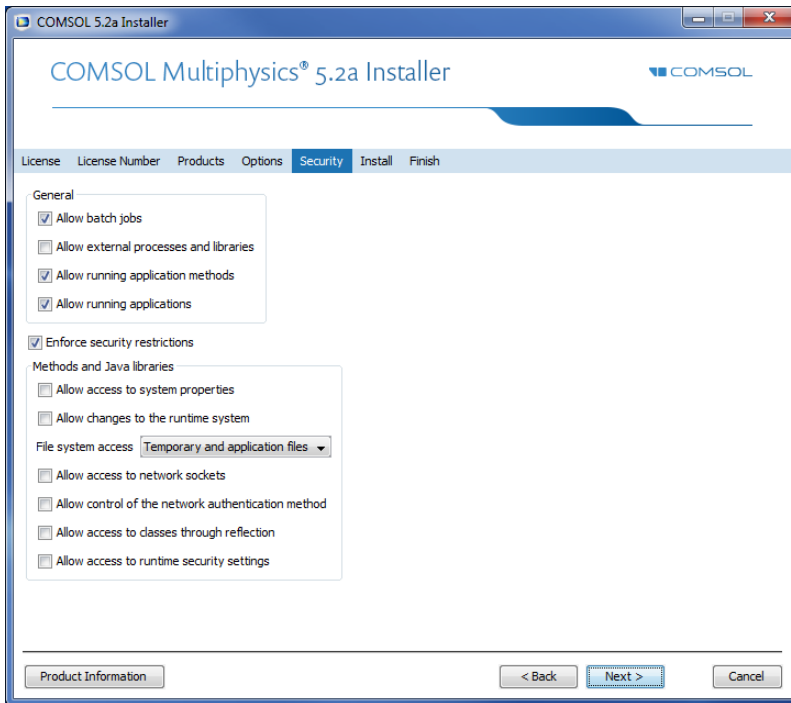 COMSOL 5.2a Installer
COMSOL Multiphysics® 5.2a Installer
COMSOL
License License Number Products Options Security Install Finish
General
Allow batch jobs
Allow external processes and libraries
Allow running application methods
Allow running applications
Enforce security restrictions
Methods and Java libraries
Allow access to system properties
Allow changes to the runtime system
File system access Temporary and application files
Allow access to network sockets
Allow control of the network authentication method
Allow access to classes through reflection
Allow access to runtime security settings
Product Information < Back Next > Cancel